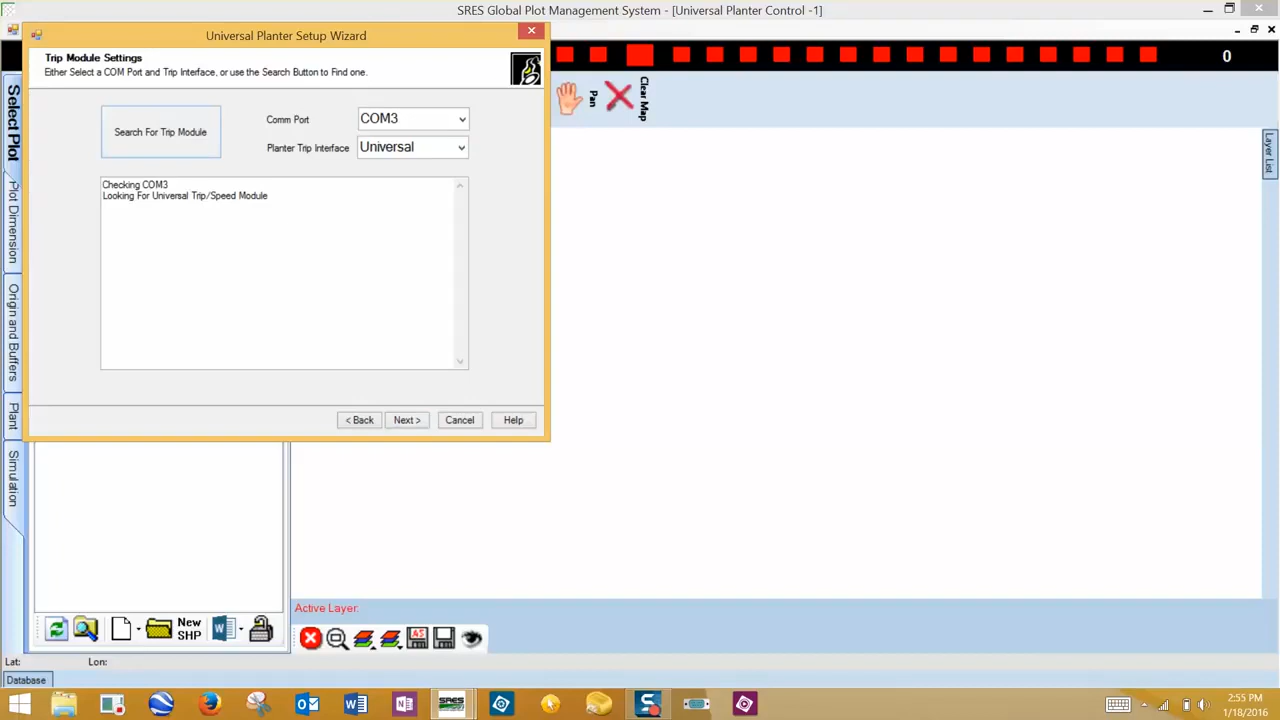 SRES Global Plot Management System - [Universal Planter Control -1]
Universal Planter Setup Wizard
Trip Module Settings
Either Select a COM Port and Trip Interface, or use the Search Button to Find one.
0
Pan
Clear Map
Search For Trip Module
Comm Port
COM3
Planter Trip Interface
Universal
Checking COM3
Looking For Universal Trip/Speed Module
< Back
Next >
Cancel
Help
Select Plot
Plot Dimension
Origin and Buffers
Plant
Simulation
Layer List
Active Layer:
New
SHP
AS
Lat:
Lon:
Database
SRES
2:55 PM
1/18/2016